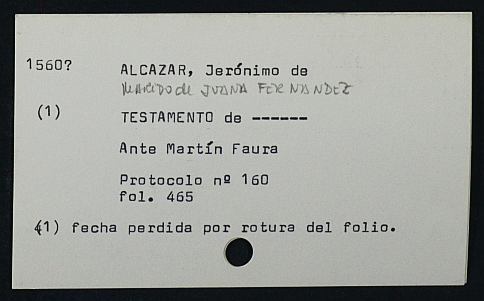 1560? ALCAZAR, Jerónimo de
MARIDO de JUANA FERNANDEZ
(1) TESTAMENTO de ------
Ante Martín Faura
Protocolo nº 160
fol. 465
(1) fecha perdida por rotura del folio.